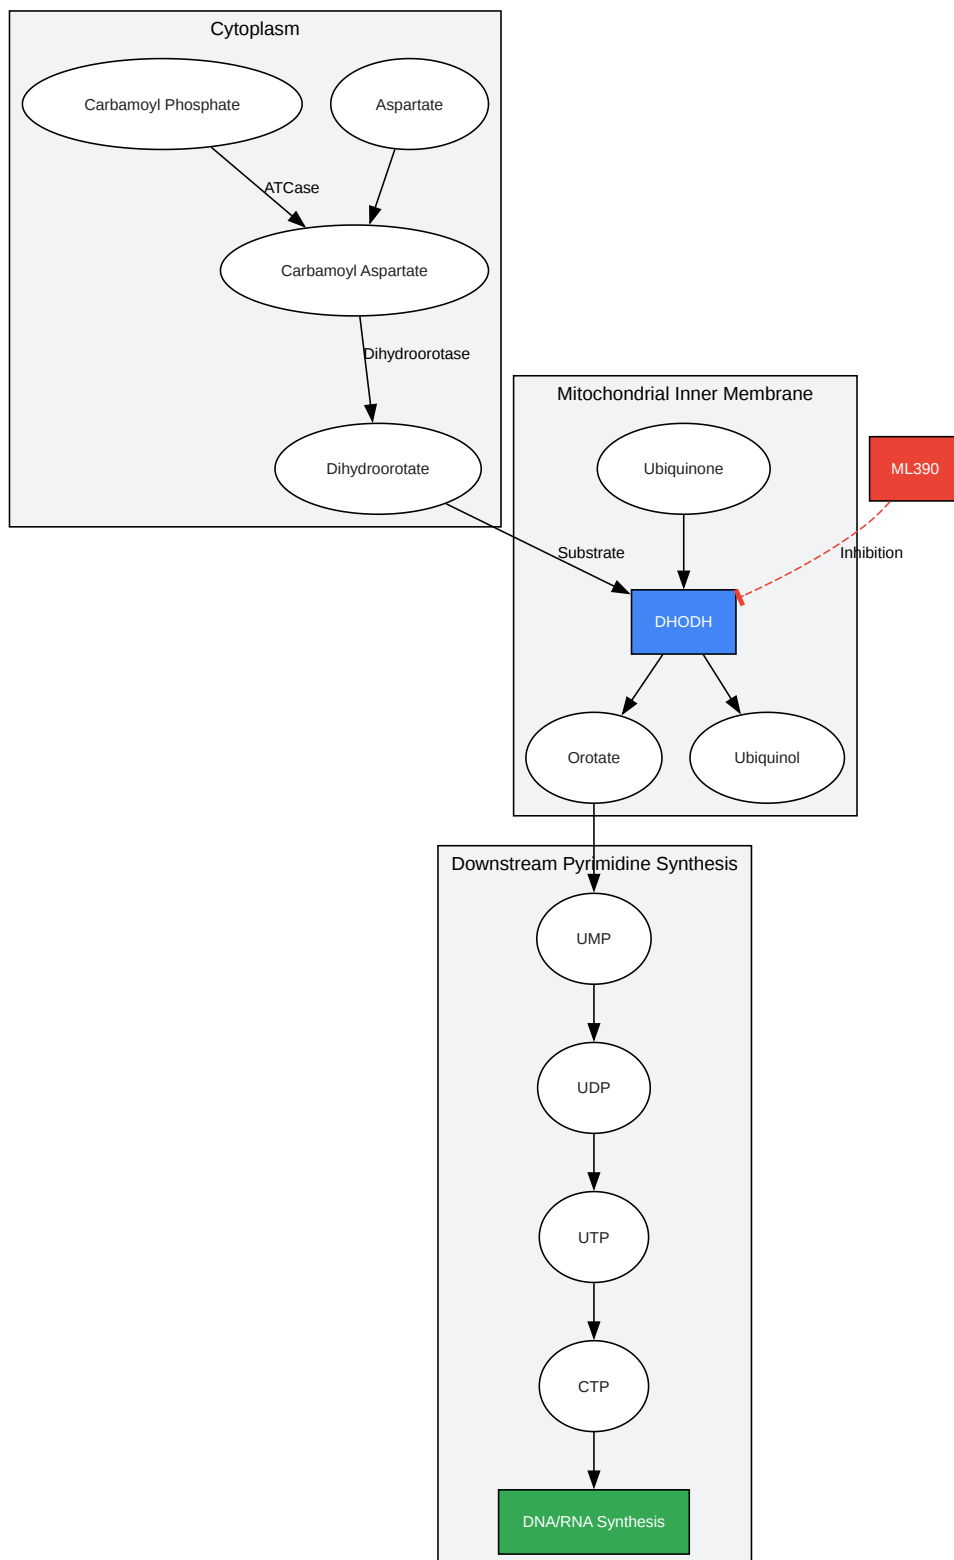 Cytoplasm
Carbamoyl Phosphate
Aspartate
ATCase
Carbamoyl Aspartate
Dihydroorotase
Dihydroorotate
Mitochondrial Inner Membrane
Ubiquinone
ML390
Substrate
Inhibition
DHODH
Orotate
Ubiquinol
Downstream Pyrimidine Synthesis
UMP
UDP
UTP
CTP
DNA/RNA Synthesis